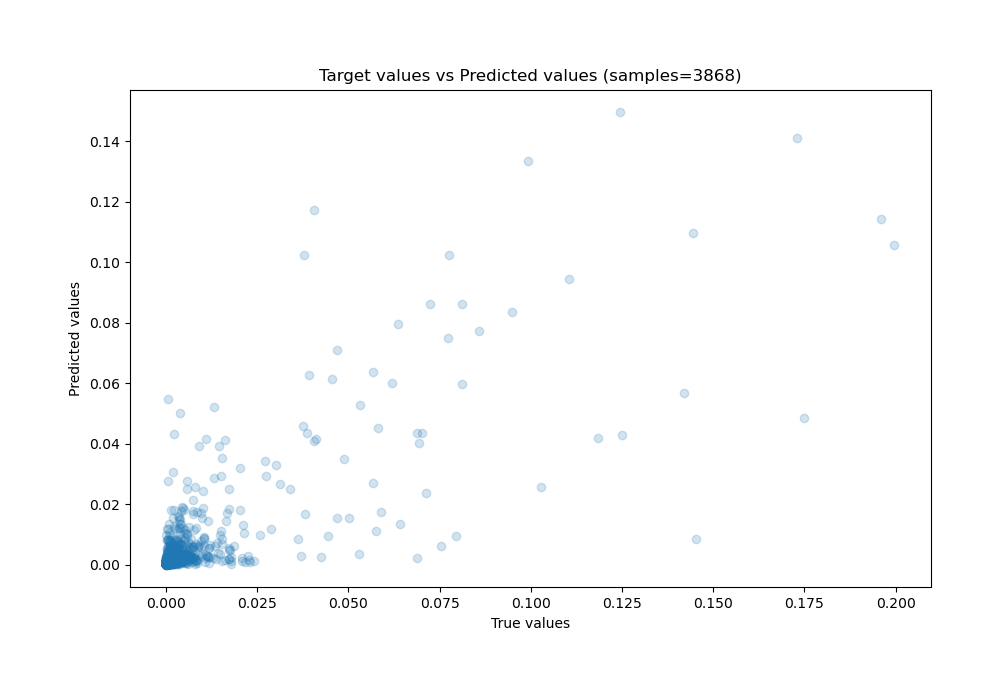 Target values vs Predicted values (samples=3868)
Predicted values
0.14
0.12
0.10
0.08
0.06
0.04
0.02
0.00
0.000 0.025 0.050 0.075 0.100 0.125 0.150 0.175 0.200
True values